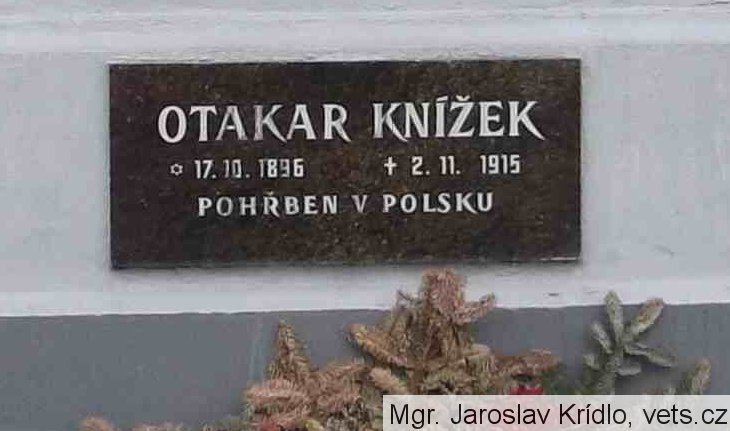 OTAKAR KNÍŽEK
✡ 17. 10. 1896 ✝ 2. 11. 1915
POHŘBEN V POLSKU
Mgr. Jaroslav Krídlo, vets.cz